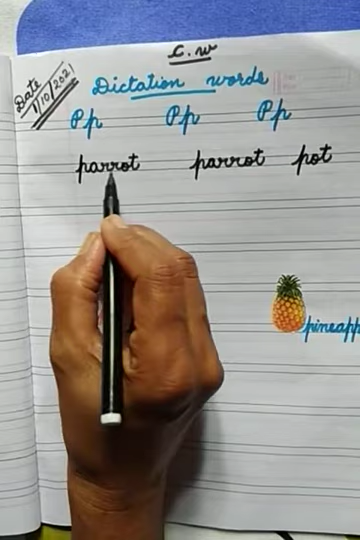 c.w
Date
1/10/2021
Dictation words
Pp Pp Pp
parrot parrot pot
pineapp